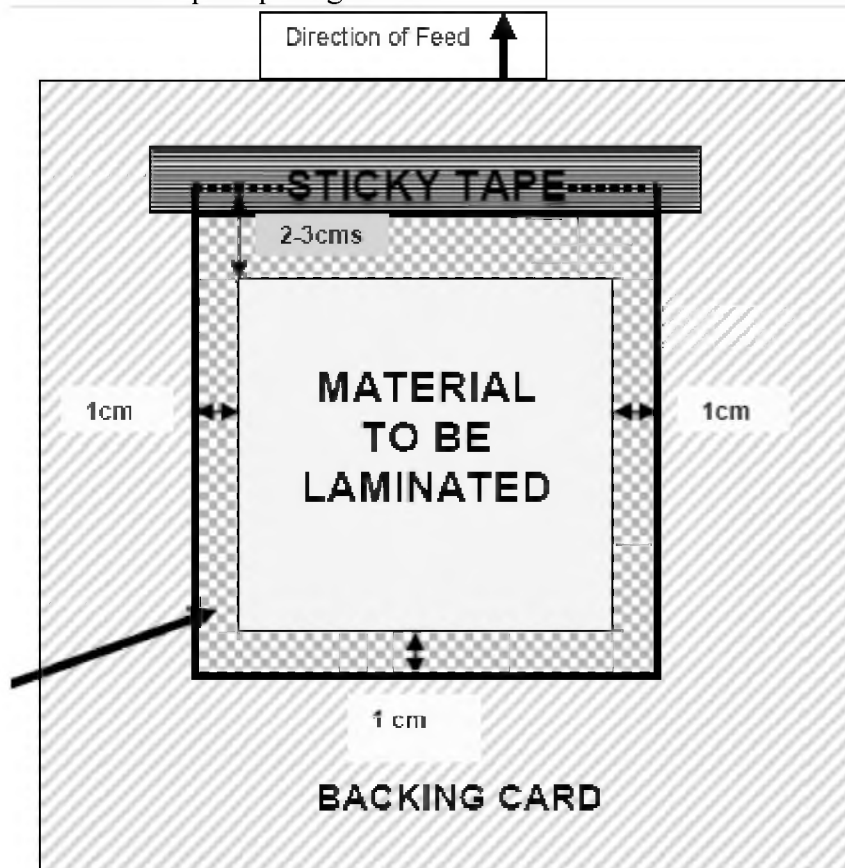 Direction of Feed
STICKY TAPE
2-3cms
MATERIAL
TO BE
LAMINATED
1cm
1cm
1 cm
BACKING CARD